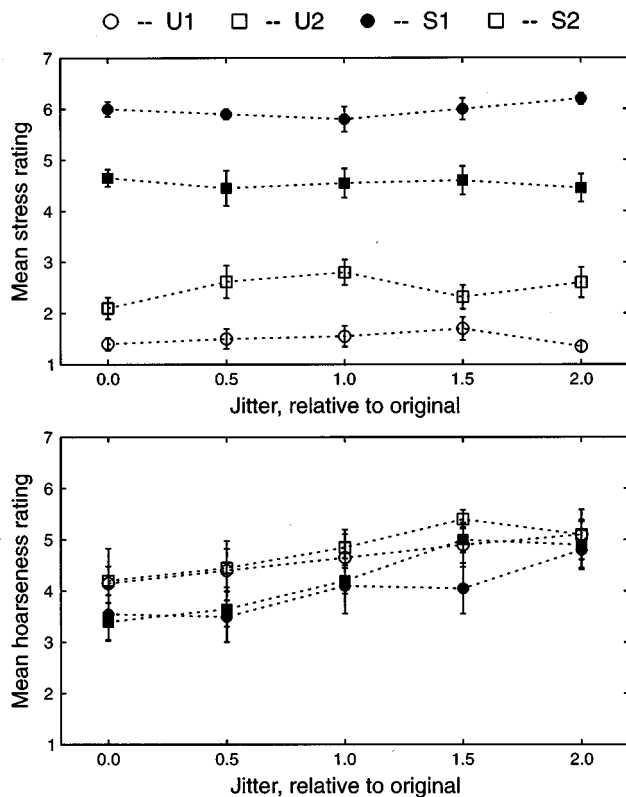 -- U1 -- U2 -- S1 -- S2
7
6
5
4
3
2
1
Mean stress rating
0.0 0.5 1.0 1.5 2.0
Jitter, relative to original
7
6
5
4
3
2
1
Mean hoarseness rating
0.0 0.5 1.0 1.5 2.0
Jitter, relative to original